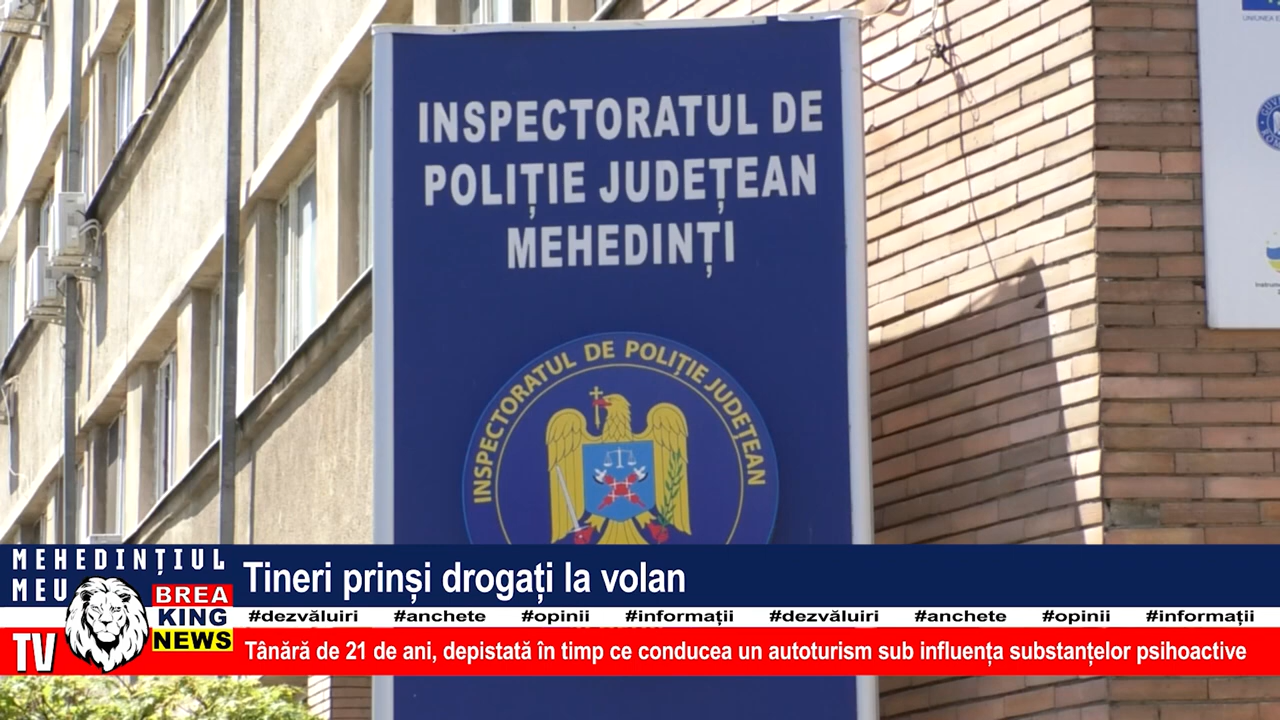 INSPECTORATUL DE
POLIȚIE JUDEȚEAN
MEHEDINȚI
INSPECTORATUL DE POLIȚIE JUDEȚEAN
UNIUNEA E
MEHEDINȚIUL
MEU
TV
BREA
KING
NEWS
Tineri prinși drogați la volan
#dezvăluiri #anchete #opinii #informații #dezvăluiri #anchete #opinii #informații
Tânără de 21 de ani, depistată în timp ce conducea un autoturism sub influența substanțelor psihoactive